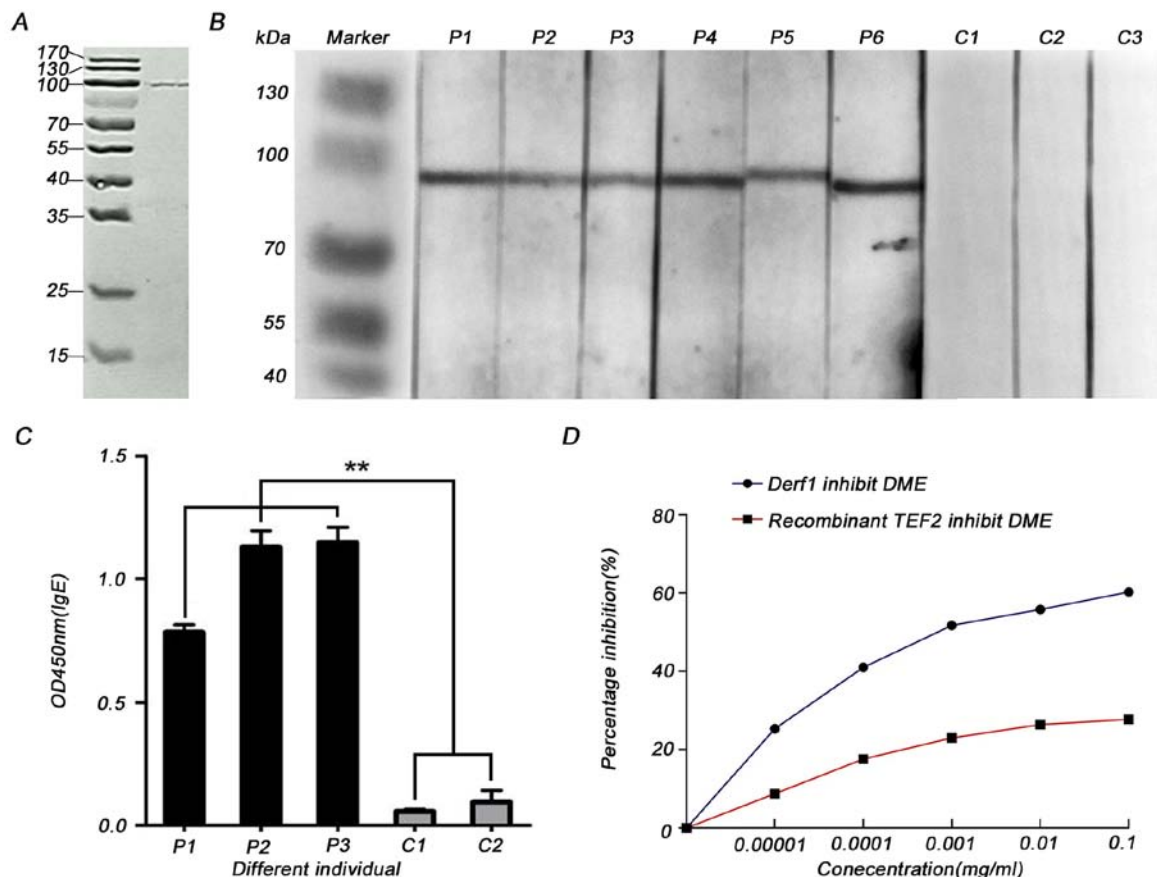 A
170
130
100
70
55
40
35
25
15
B
kDa Marker P1 P2 P3 P4 P5 P6 C1 C2 C3
130
100
70
55
40
C
OD450nm(IgE)
1.5
1.0
0.5
0.0
**
P1 P2 P3 C1 C2
Different individual
D
Derf1 inhibit DME
Recombinant TEF2 inhibit DME
Percentage inhibition(%)
80
60
40
20
0
0.00001 0.0001 0.001 0.01 0.1
Conecentration(mg/ml)